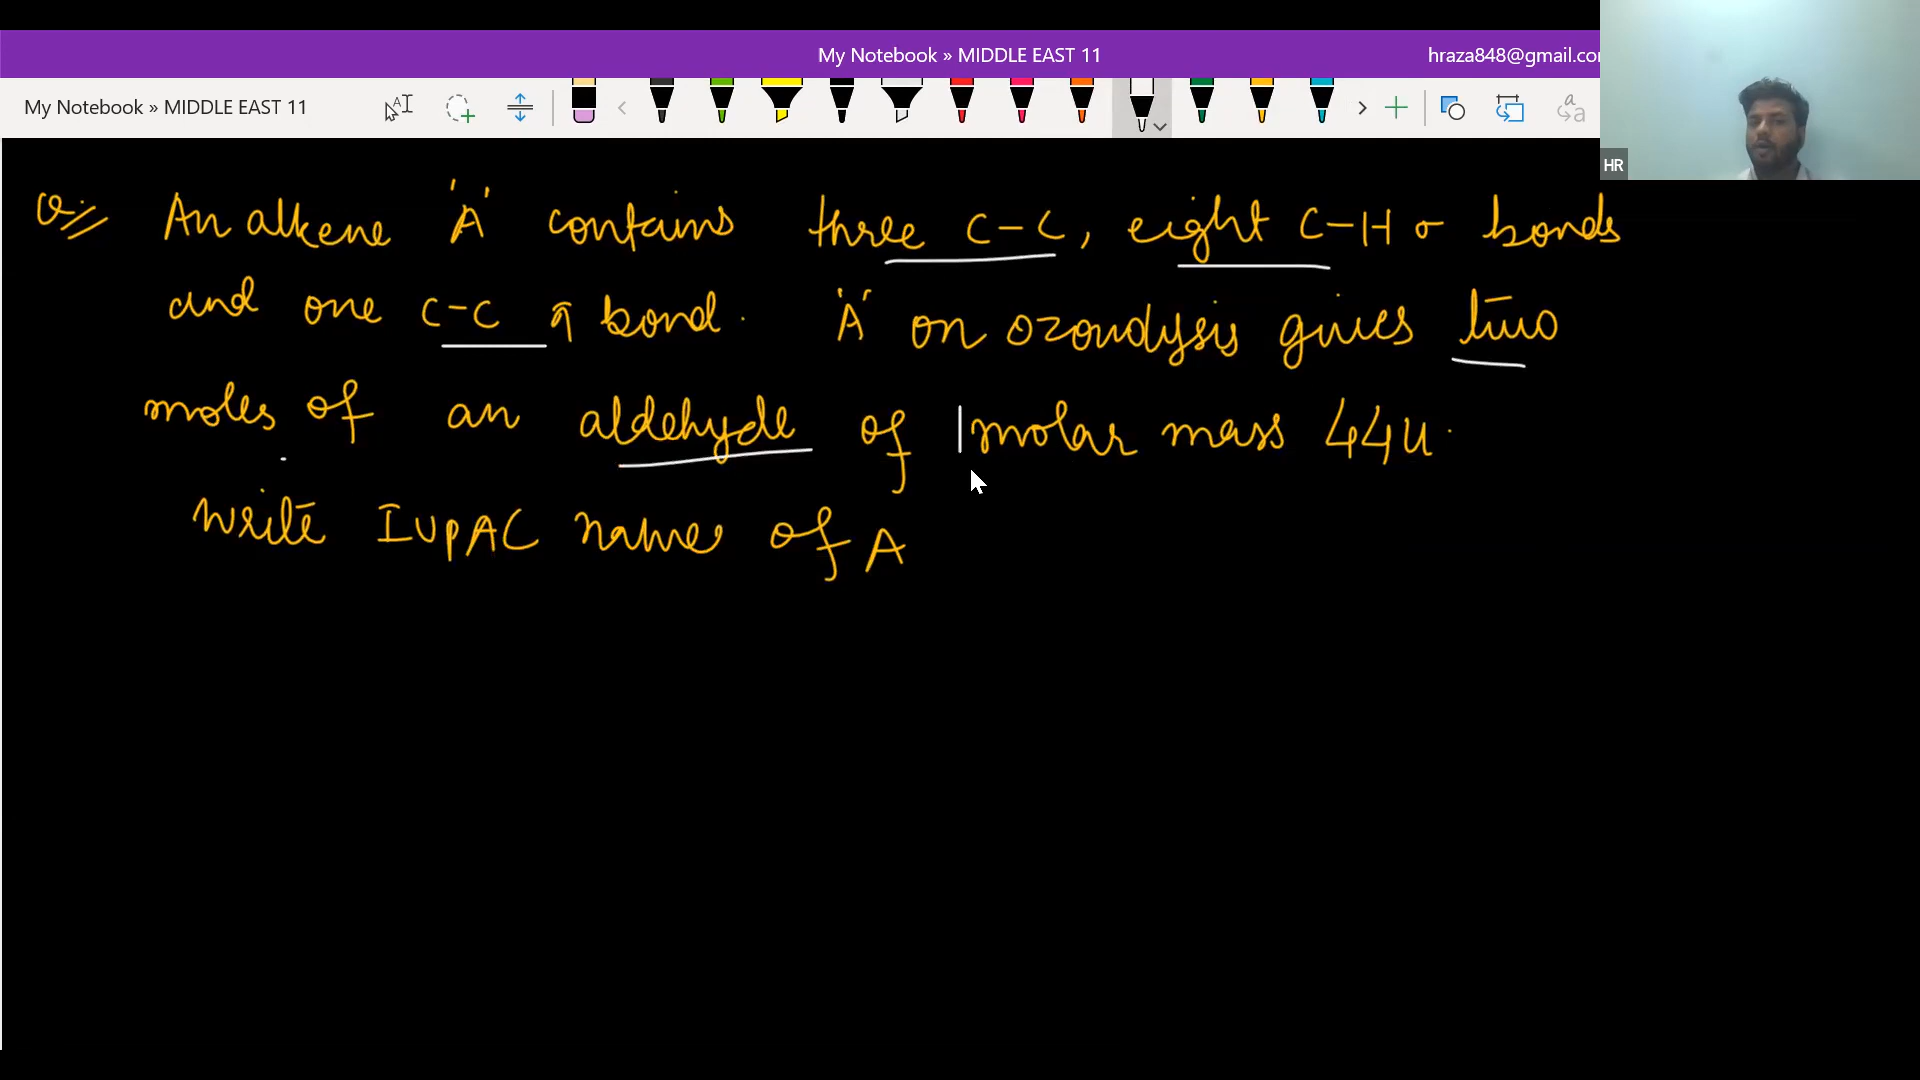 My Notebook » MIDDLE EAST 11
hraza848@gmail.co
My Notebook » MIDDLE EAST 11
HR
Q. An alkene 'A' contains three C-C, eight C-H σ bonds
and one C-C π bond. 'A' on ozonolysis gives two
moles of an aldehyde of molar mass 44u.
write IUPAC name of A